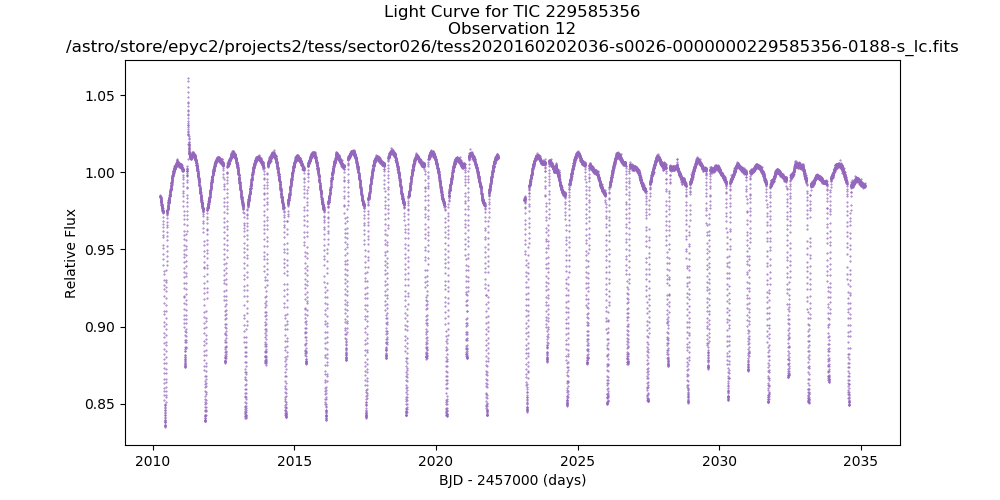 Light Curve for TIC 229585356
Observation 12
/astro/store/epyc2/projects2/tess/sector026/tess2020160202036-s0026-0000000229585356-0188-s_lc.fits
1.05
1.00
0.95
0.90
0.85
Relative Flux
2010
2015
2020
2025
2030
2035
BJD - 2457000 (days)